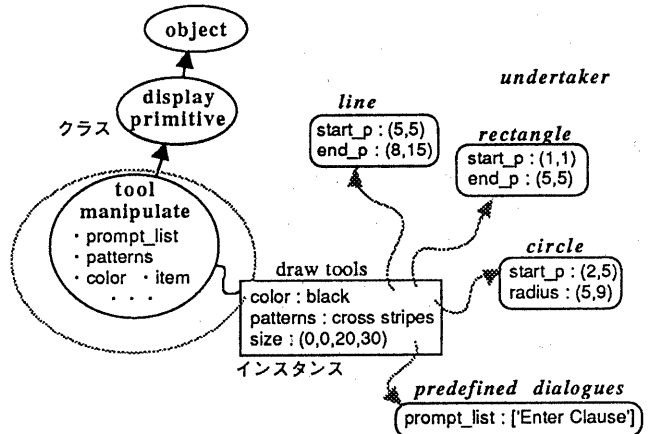 object
display
primitive
クラス
tool
manipulate
・prompt_list
・patterns
・color ・item
・・・
undertaker
line
start_p : (5,5)
end_p : (8,15)
rectangle
start_p : (1,1)
end_p : (5,5)
circle
start_p : (2,5)
radius : (5,9)
draw tools
color : black
patterns : cross stripes
size : (0,0,20,30)
インスタンス
predefined dialogues
prompt_list : ['Enter Clause']